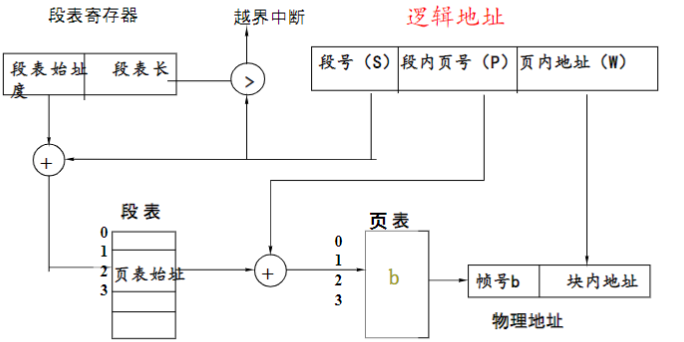 段表寄存器
越界中断
逻辑地址
段表始址 段表长
度
>
段号（S） 段内页号（P） 页内地址（W）
+
段 表
页表
0
1
2
3
页表始址
+
0
1
2
3
b
帧号b 块内地址
物理地址